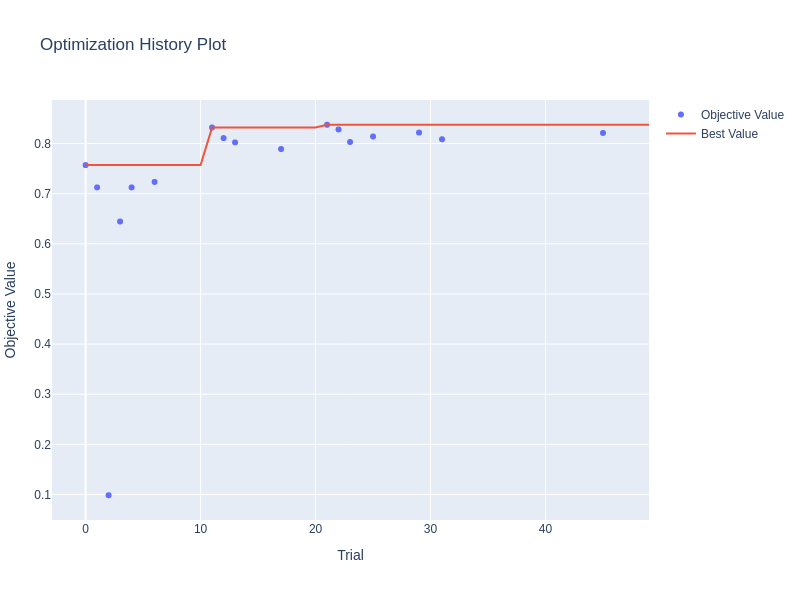 Optimization History Plot
Objective Value
Best Value
0.8
0.7
0.6
0.5
0.4
0.3
0.2
0.1
Objective Value
0
10
20
30
40
Trial